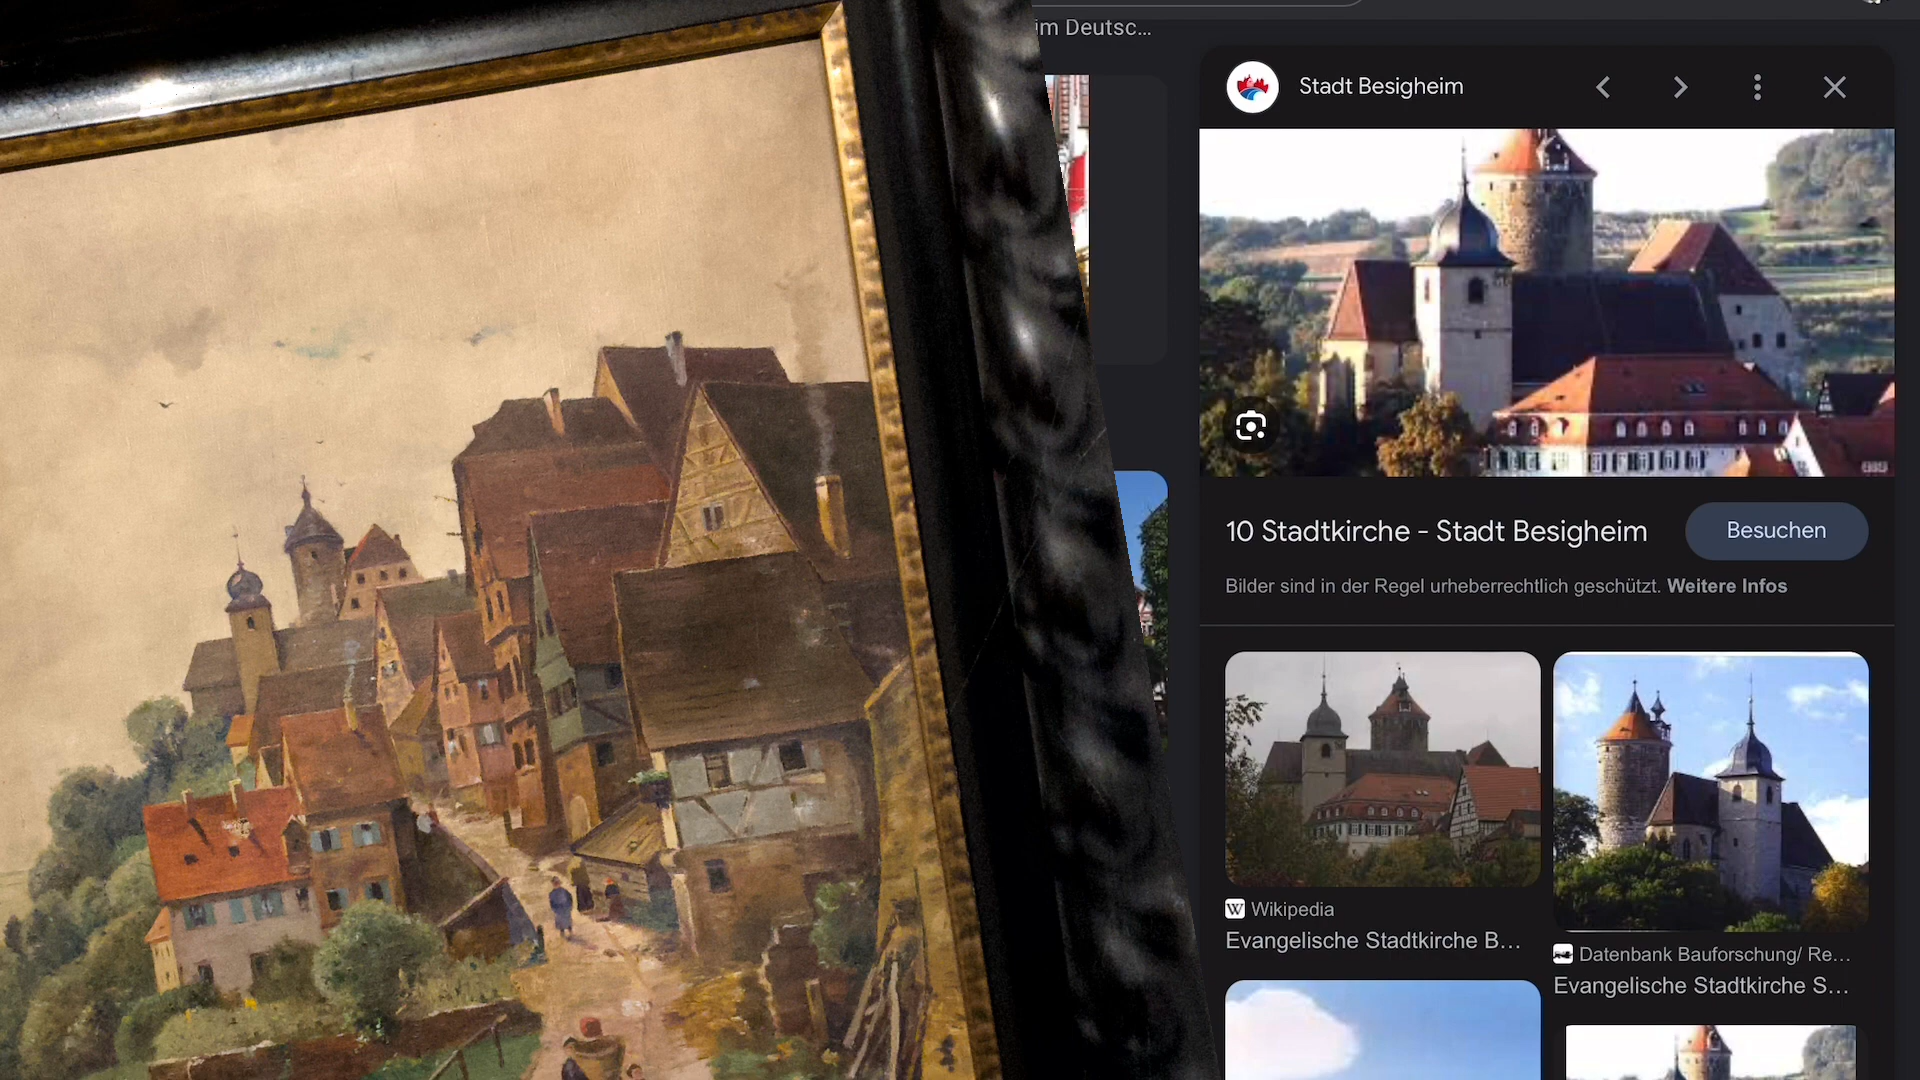 im Deutsc...
Stadt Besigheim
10 Stadtkirche - Stadt Besigheim
Besuchen
Bilder sind in der Regel urheberrechtlich geschützt. Weitere Infos
W Wikipedia
Evangelische Stadtkirche B...
Datenbank Bauforschung/ Re...
Evangelische Stadtkirche S...